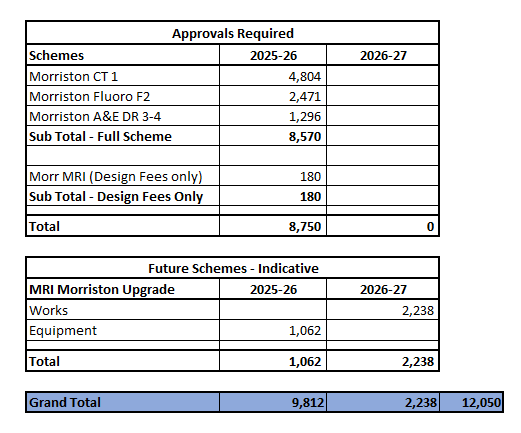 Approvals Required
Schemes 2025-26 2026-27
Morriston CT 1 4,804
Morriston Fluoro F2 2,471
Morriston A&E DR 3-4 1,296
Sub Total - Full Scheme 8,570
Morr MRI (Design Fees only) 180
Sub Total - Design Fees Only 180
Total 8,750 0
Future Schemes - Indicative
MRI Morriston Upgrade 2025-26 2026-27
Works 2,238
Equipment 1,062
Total 1,062 2,238
Grand Total 9,812 2,238 12,050